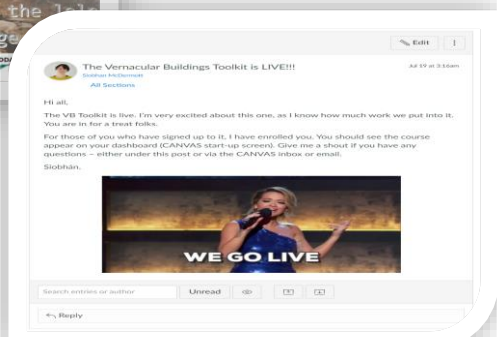 the
Edit
The Vernacular Buildings Toolkit is LIVE!!!
Jul 19 at 3:16am
Siobhán McDermott
All Sections
Hi all,
The VB Toolkit is live. I'm very excited about this one, as I know how much work we put into it.
You are in for a treat folks.
For those of you who have signed up to it, I have enrolled you. You should see the course
appear on your dashboard (CANVAS start-up screen). Give me a shout if you have any
questions – either under this post or via the CANVAS inbox or email.
Siobhán.
WE GO LIVE
Search entries or author
Unread
Reply